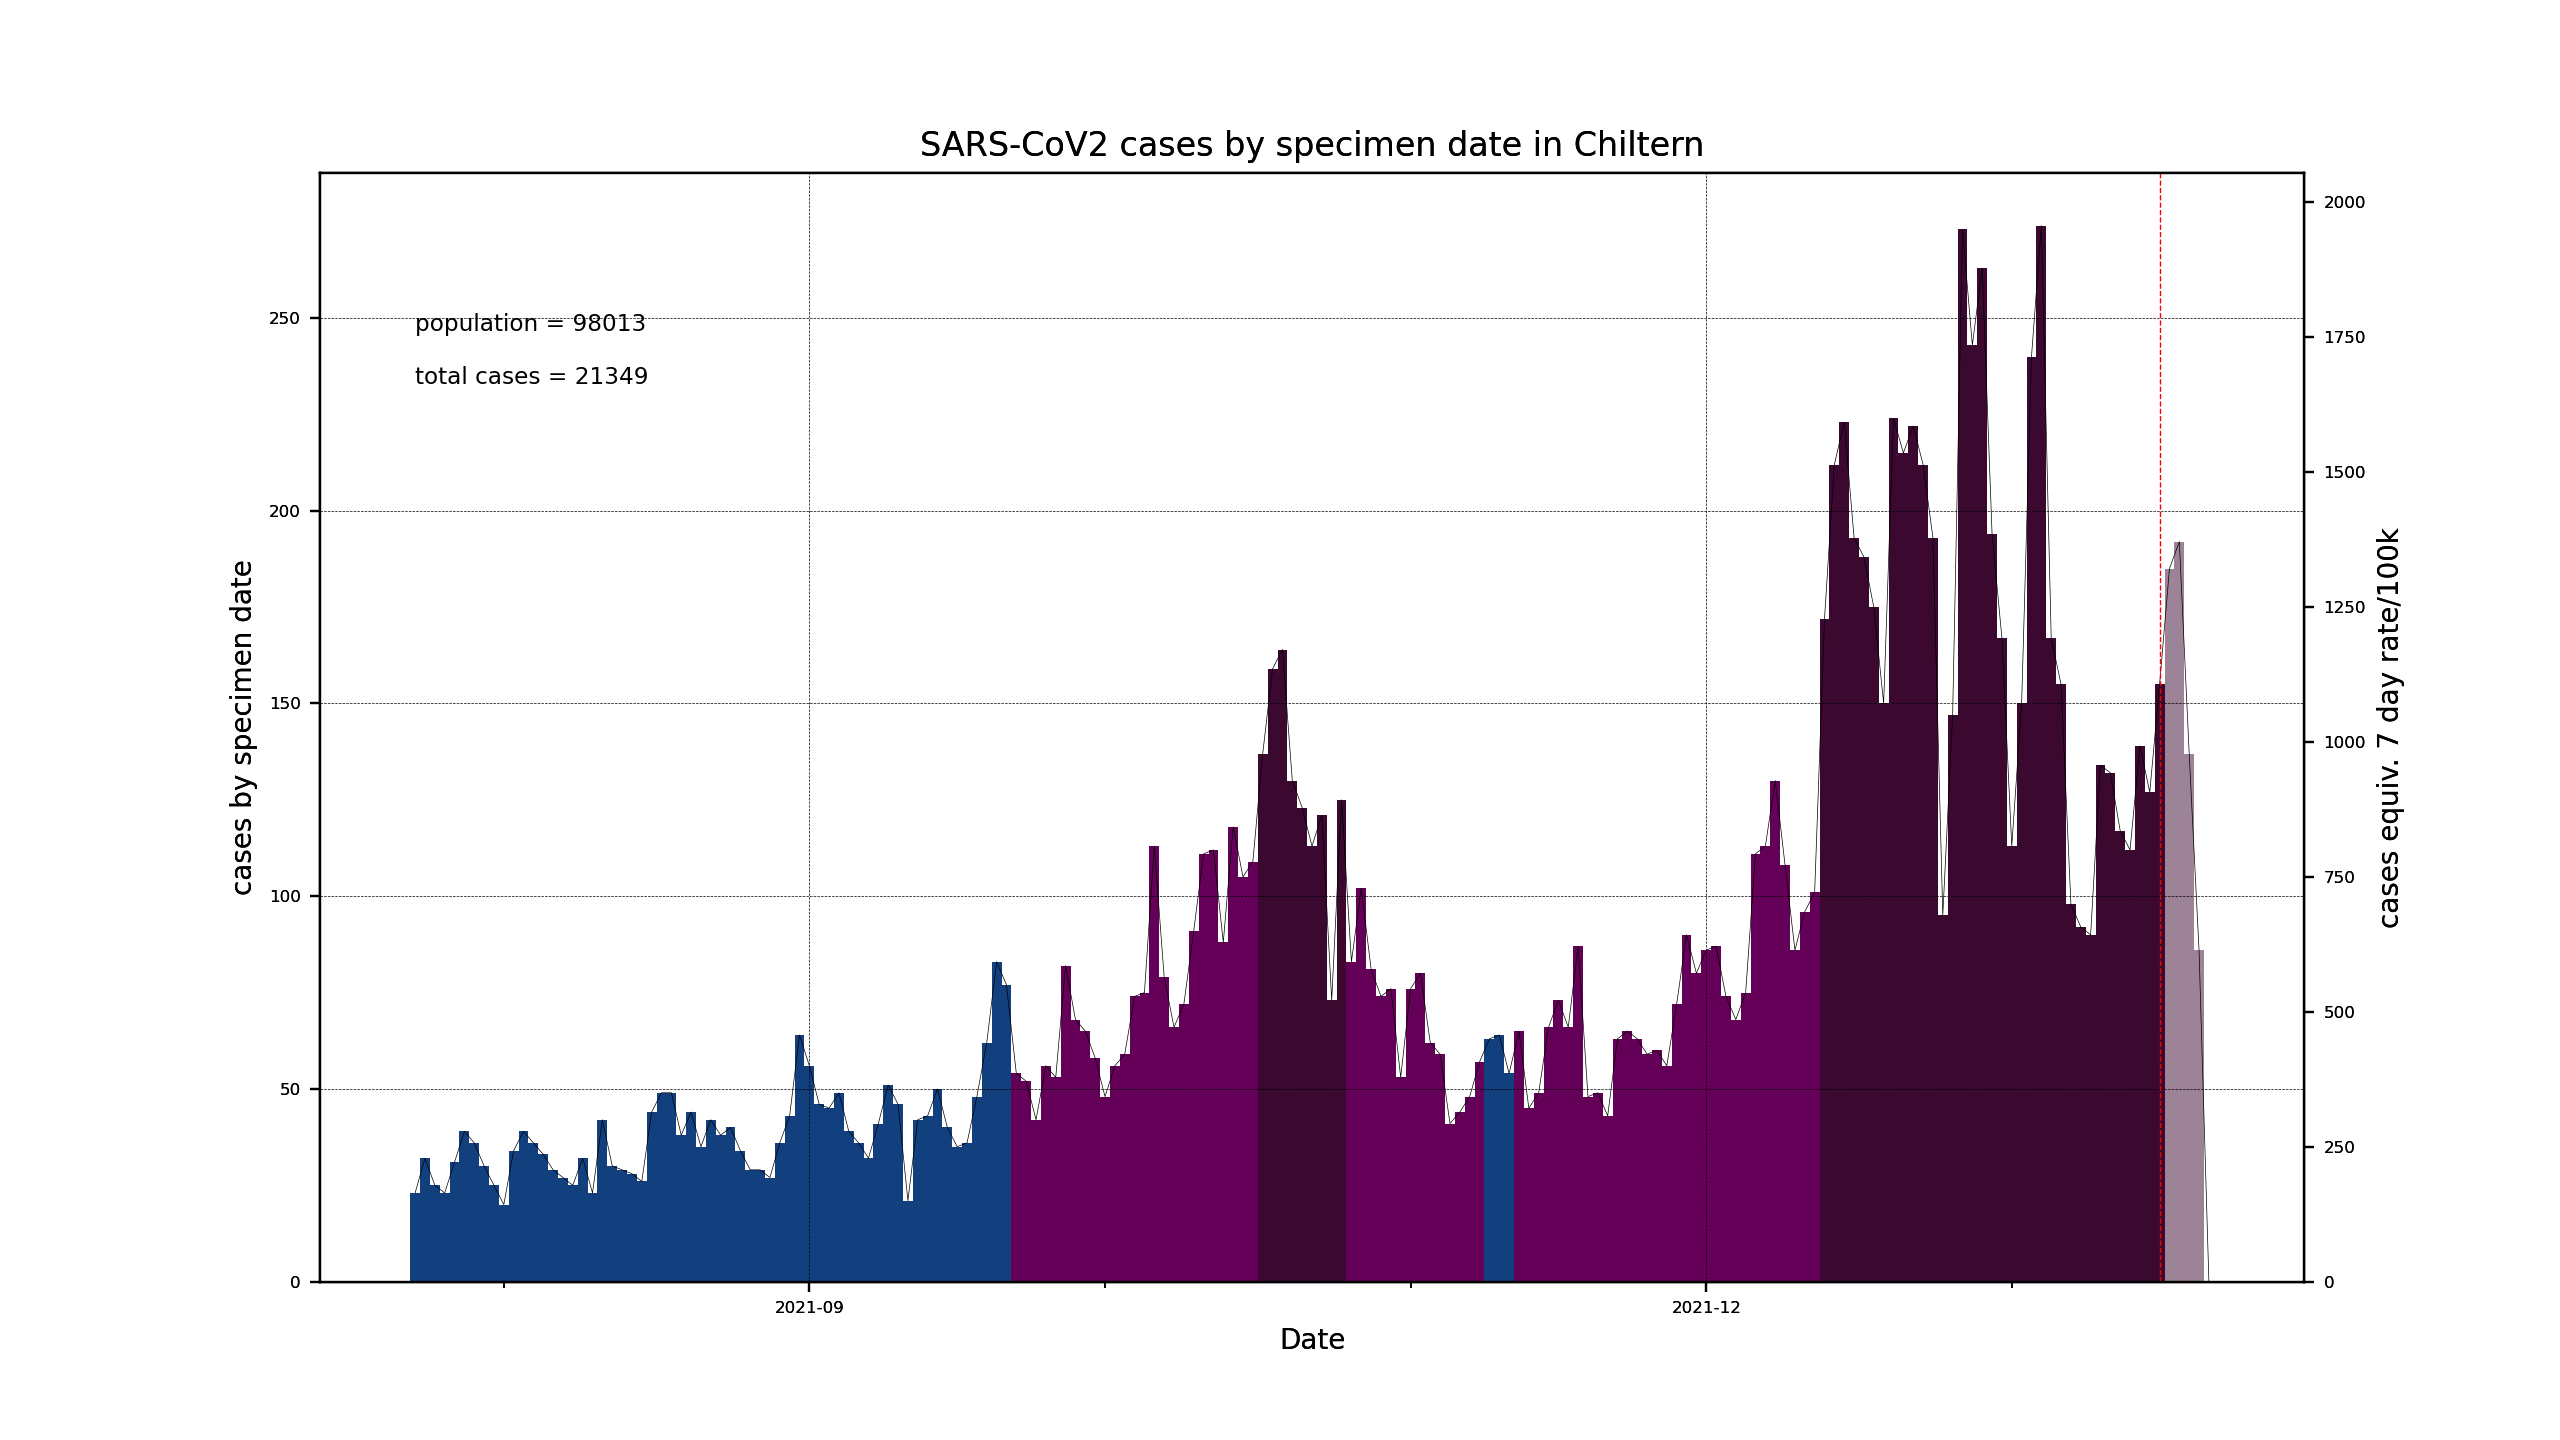 SARS-CoV2 cases by specimen date in Chiltern
population = 98013
total cases = 21349
cases by specimen date
250
200
150
100
50
0
2000
1750
1500
1250
1000
750
500
250
0
cases equiv. 7 day rate/100k
2021-09
2021-12
Date